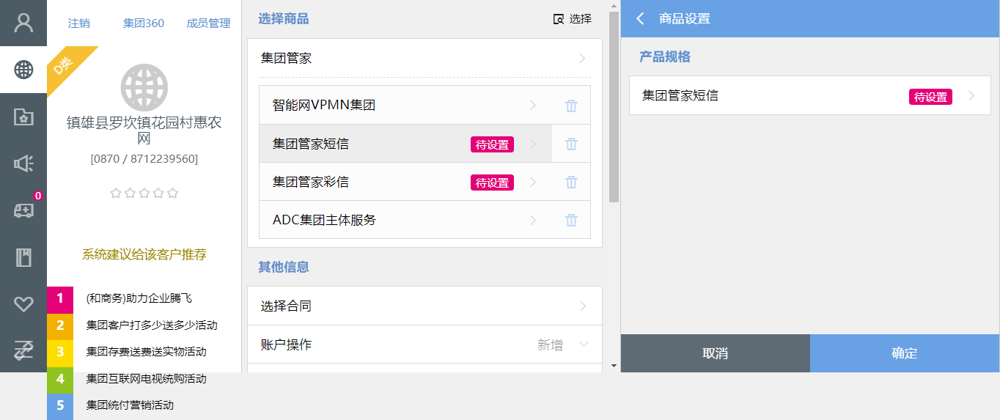 注销
集团360
成员管理
D类
镇雄县罗坎镇花园村惠农
网
[0870 / 8712239560]
0
系统建议给该客户推荐
1
(和商务)助力企业腾飞
2
集团客户打多少送多少活动
3
集团存费送费送实物活动
4
集团互联网电视统购活动
5
集团统付营销活动
选择商品
选择
集团管家
智能网VPMN集团
集团管家短信
待设置
集团管家彩信
待设置
ADC集团主体服务
其他信息
选择合同
账户操作
新增
商品设置
产品规格
集团管家短信
待设置
取消
确定